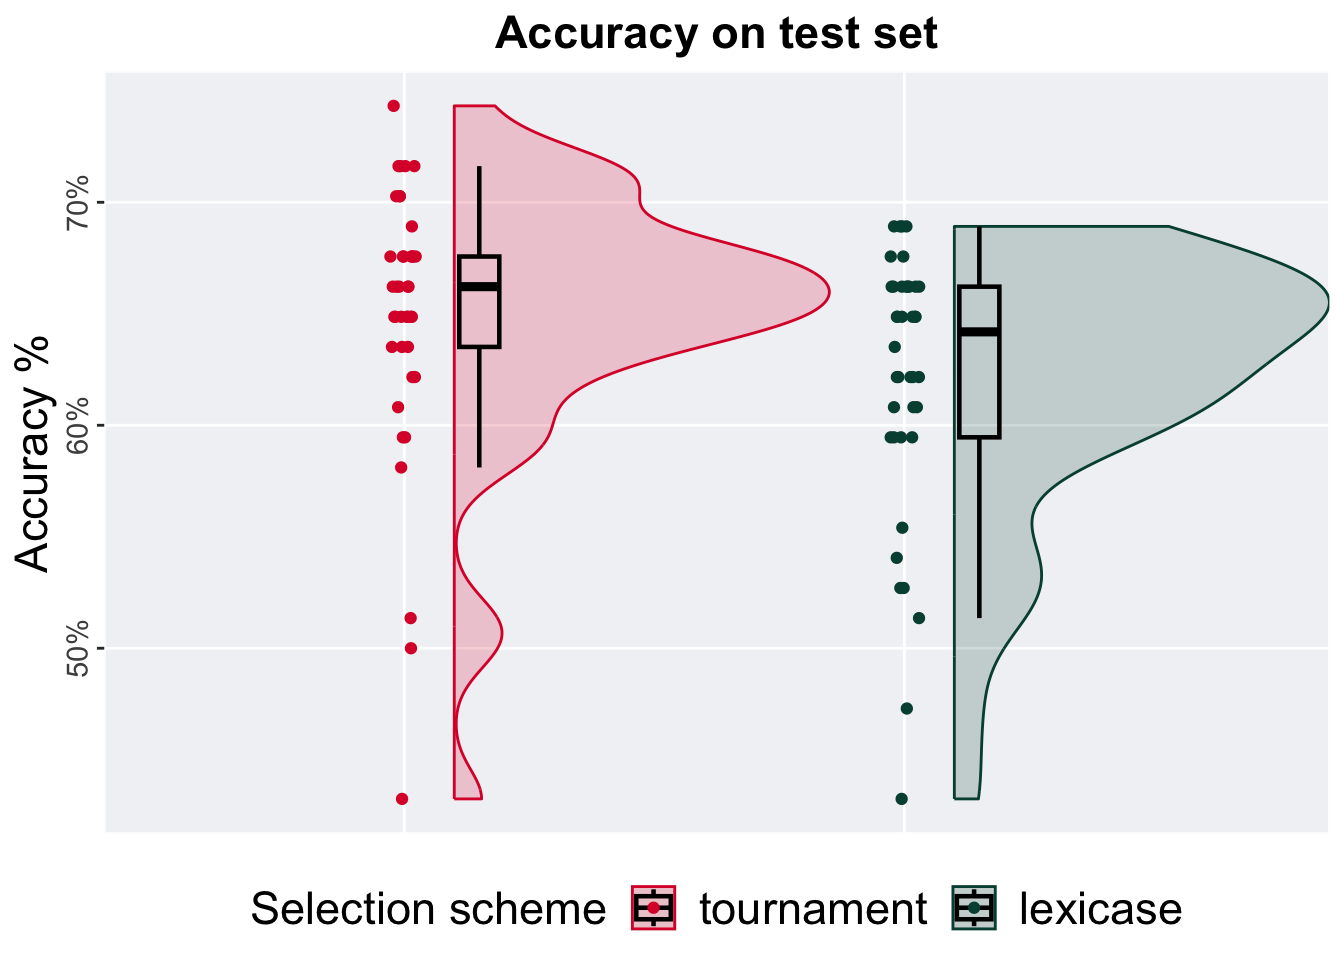 Accuracy on test set
Accuracy %
70%
60%
50%
Selection scheme tournament lexicase